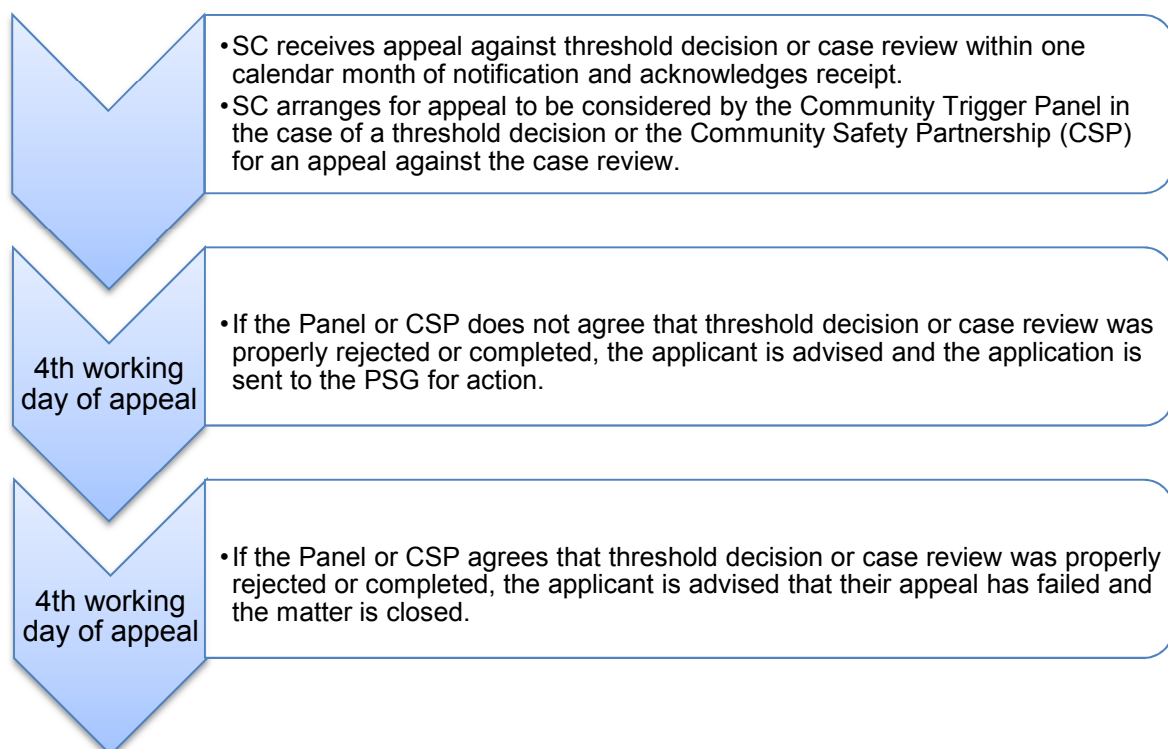 •SC receives appeal against threshold decision or case review within one
calendar month of notification and acknowledges receipt.
•SC arranges for appeal to be considered by the Community Trigger Panel in
the case of a threshold decision or the Community Safety Partnership (CSP)
for an appeal against the case review.
4th working
day of appeal
•If the Panel or CSP does not agree that threshold decision or case review was
properly rejected or completed, the applicant is advised and the application is
sent to the PSG for action.
4th working
day of appeal
•If the Panel or CSP agrees that threshold decision or case review was properly
rejected or completed, the applicant is advised that their appeal has failed and
the matter is closed.